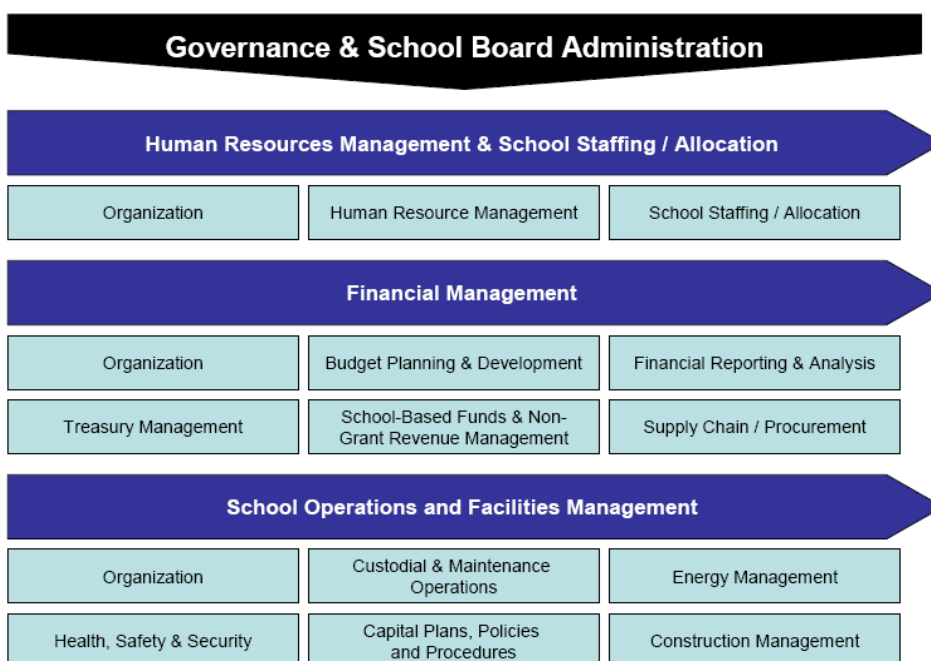 Governance & School Board Administration
Human Resources Management & School Staffing / Allocation
Organization
Human Resource Management
School Staffing / Allocation
Financial Management
Organization
Budget Planning & Development
Financial Reporting & Analysis
Treasury Management
School-Based Funds & Non-
Grant Revenue Management
Supply Chain / Procurement
School Operations and Facilities Management
Organization
Custodial & Maintenance
Operations
Energy Management
Health, Safety & Security
Capital Plans, Policies
and Procedures
Construction Management